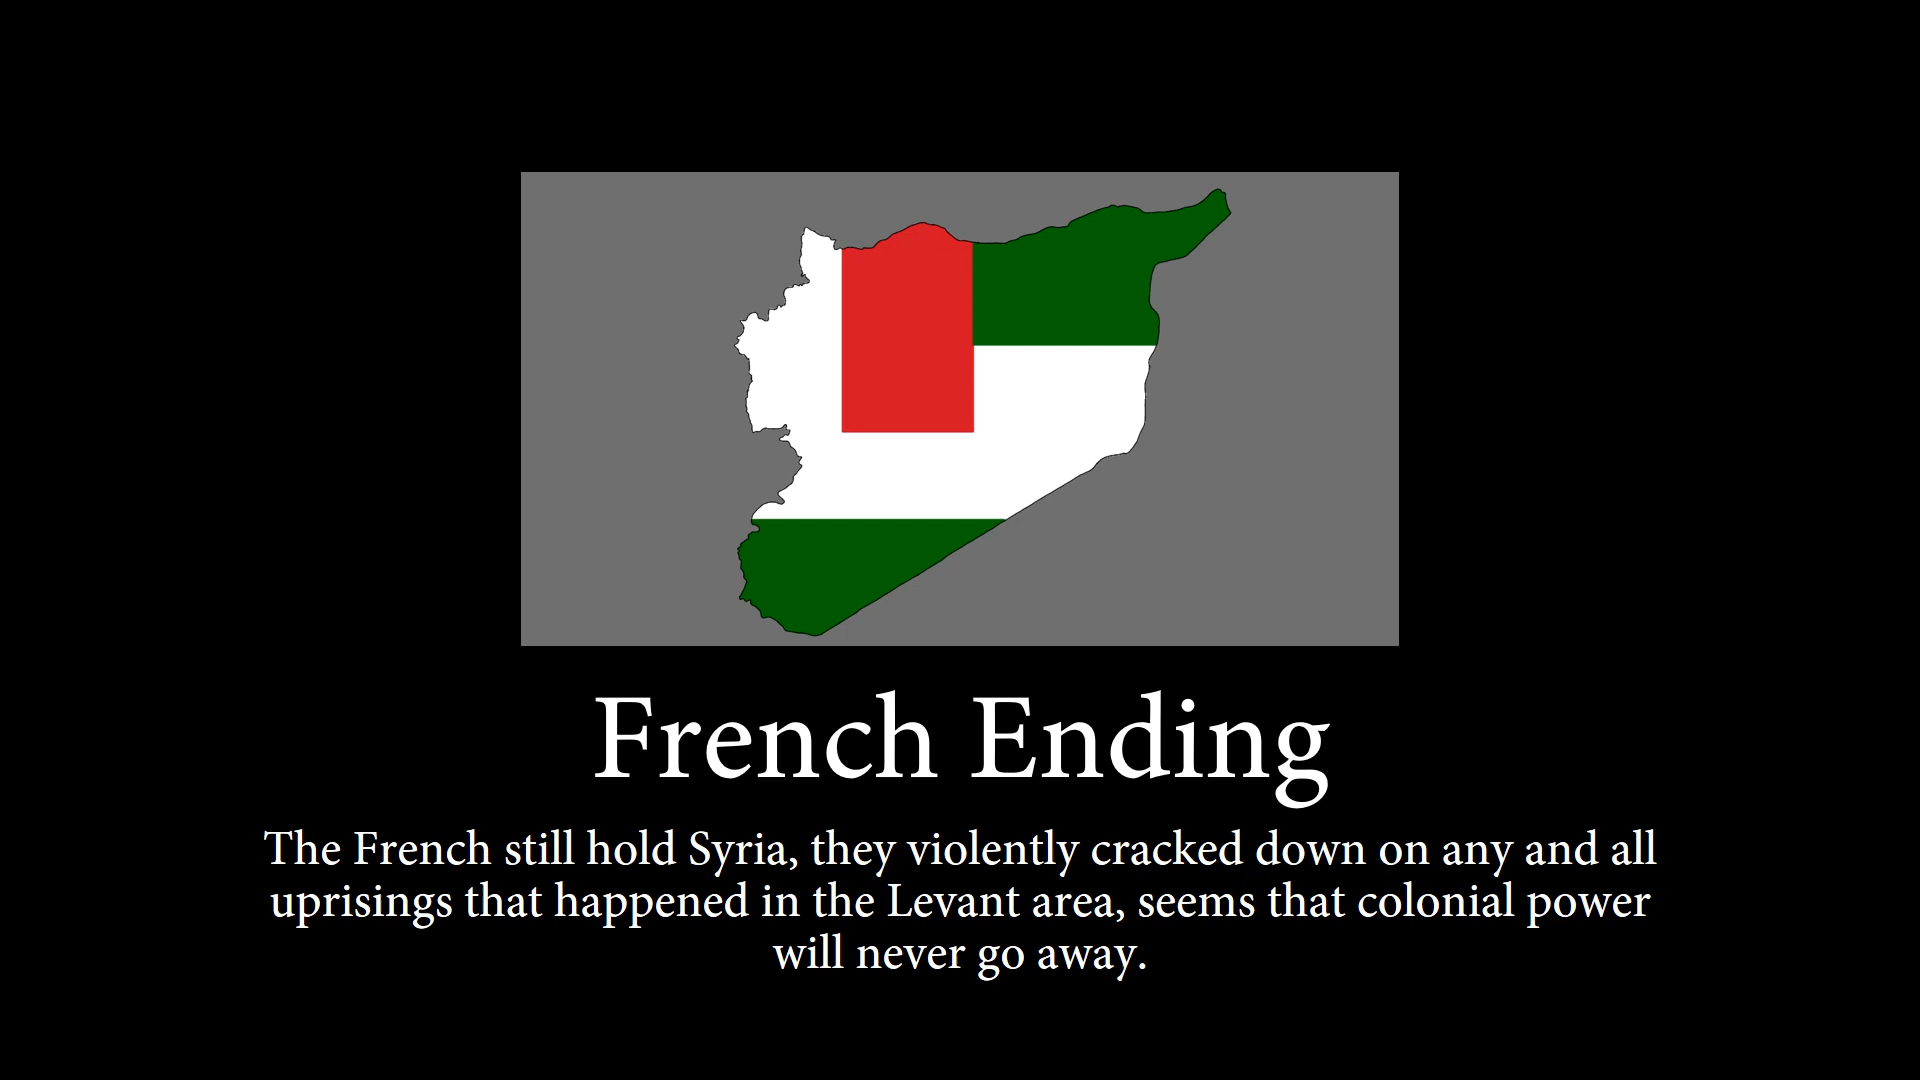 French Ending
The French still hold Syria, they violently cracked down on any and all
uprisings that happened in the Levant area, seems that colonial power
will never go away.